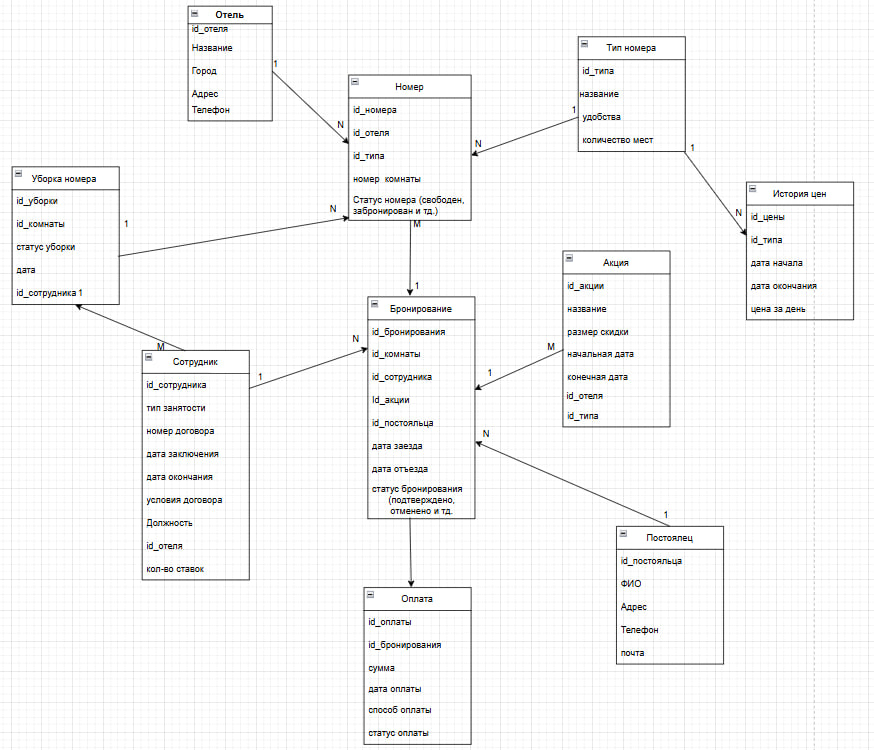 Отель
id_отеля
Название
Город
Адрес
Телефон
1
N
Номер
id_номера
id_отеля
id_типа
номер комнаты
Статус номера (свободен,
забронирован и тд.)
Тип номера
id_типа
название
удобства
количество мест
1
N
1
N
История цен
id_цены
id_типа
дата начала
дата окончания
цена за день
Уборка номера
id_уборки
id_комнаты
статус уборки
дата
id_сотрудника 1
1
N
M
1
Акция
id_акции
название
размер скидки
начальная дата
конечная дата
id_отеля
id_типа
M
1
Бронирование
id_бронирования
id_комнаты
id_сотрудника
Id_акции
id_постояльца
дата заезда
дата отъезда
статус бронирования
(подтверждено,
отменено и тд.
M
Сотрудник
id_сотрудника
тип занятости
номер договора
дата заключения
дата окончания
условия договора
Должность
id_отеля
кол-во ставок
1
N
N
1
Постоялец
id_постояльца
ФИО
Адрес
Телефон
почта
Оплата
id_оплаты
id_бронирования
сумма
дата оплаты
способ оплаты
статус оплаты